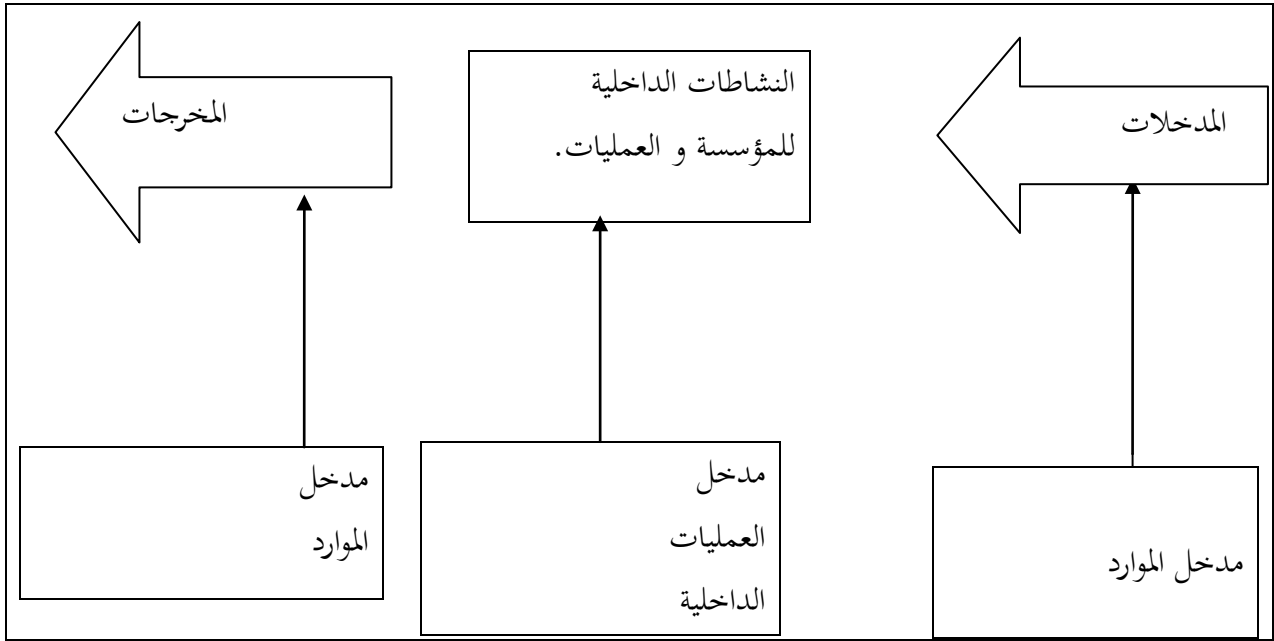 المدخلات
النشاطات الداخلية
للمؤسسة و العمليات.
المخرجات
مدخل الموارد
مدخل
العمليات
الداخلية
مدخل
الموارد